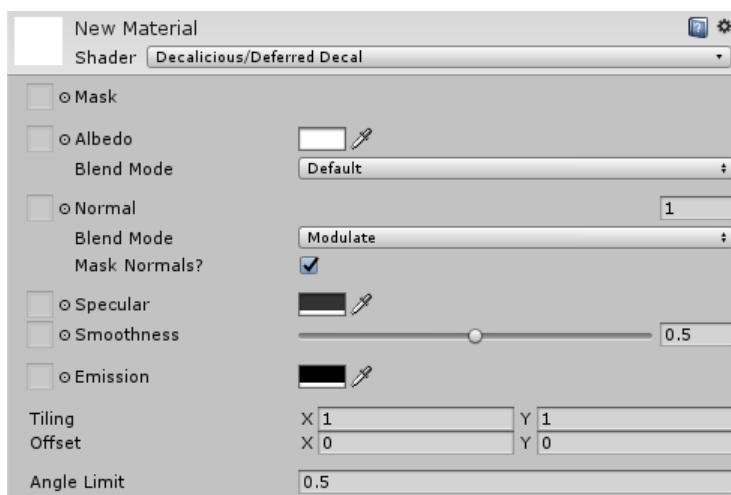 New Material
Shader Decalicious/Deferred Decal
Mask
Albedo
Blend Mode Default
Normal 1
Blend Mode Modulate
Mask Normals?
Specular
Smoothness 0.5
Emission
Tiling X 1 Y 1
Offset X 0 Y 0
Angle Limit 0.5